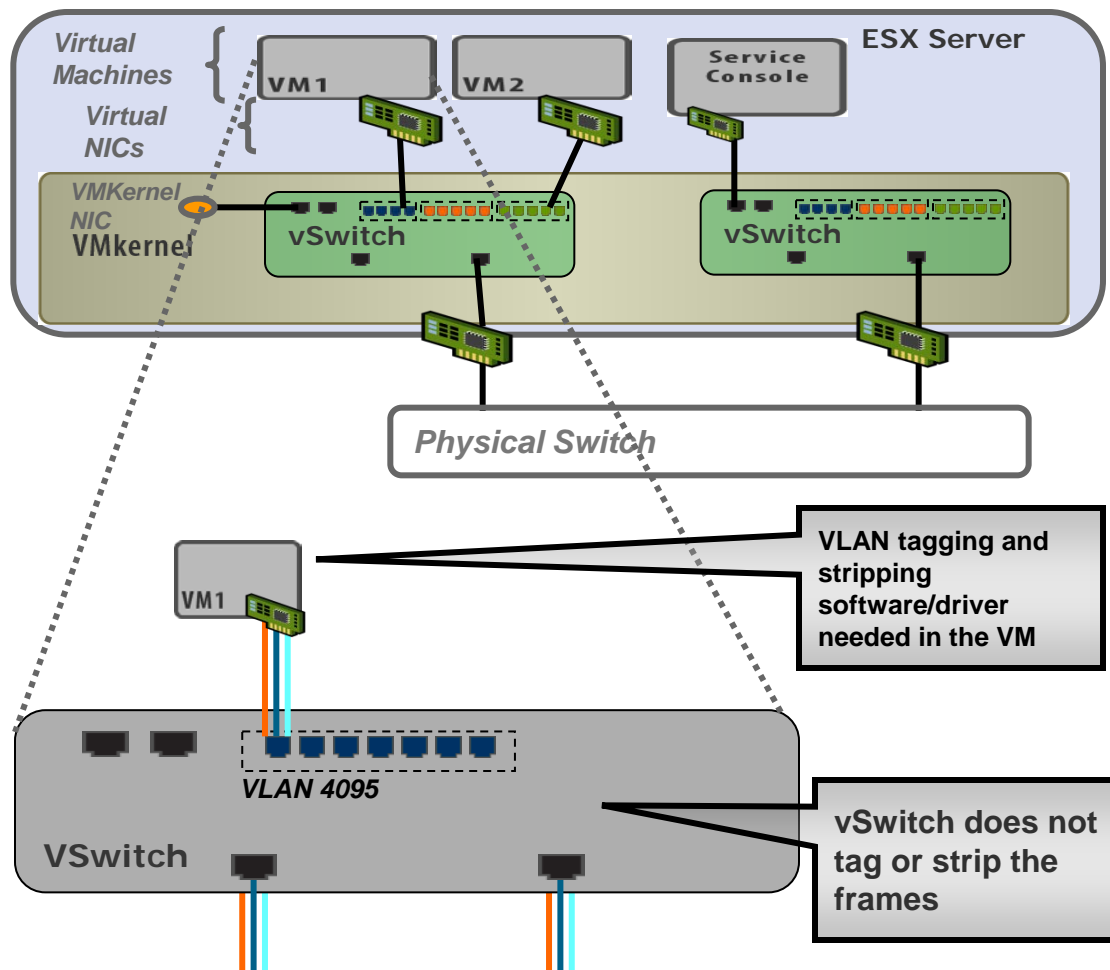 Virtual
Machines
ESX Server
VM1
VM2
Service
Console
Virtual
NICs
VMKernel
NIC
VMkernel
vSwitch
vSwitch
Physical Switch
VLAN tagging and
stripping
software/driver
needed in the VM
VM1
VLAN 4095
VSwitch
vSwitch does not
tag or strip the
frames